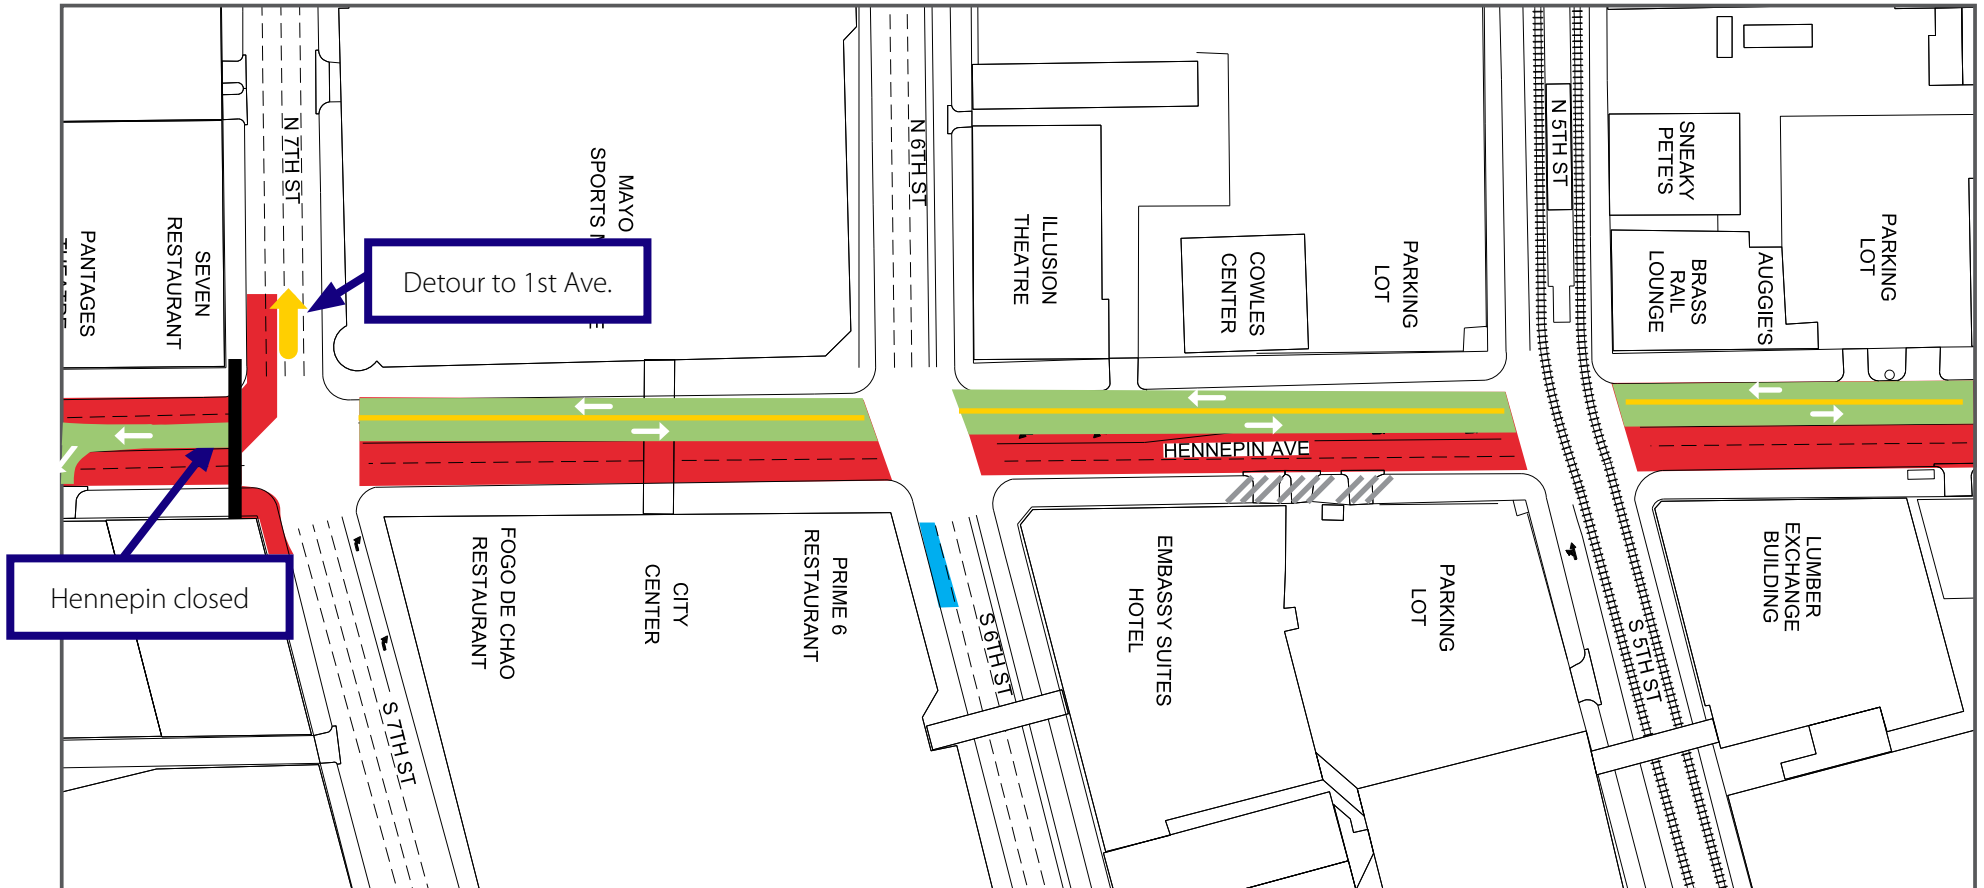 N 7TH ST
MAYO
SPORTS
N 6TH ST
N 5TH ST
SNEAKY
PETE'S
PARKING
LOT
PANTAGES
SEVEN
RESTAURANT
Detour to 1st Ave.
ILLUSION
THEATRE
COWLES
CENTER
PARKING
LOT
BRASS
RAIL
LOUNGE
AUGGIE'S
HENNEPIN AVE
Hennepin closed
FOGO DE CHAO
RESTAURANT
CITY
CENTER
PRIME 6
RESTAURANT
S 6TH ST
EMBASSY SUITES
HOTEL
PARKING
LOT
S 5TH ST
LUMBER
EXCHANGE
BUILDING
S 7TH ST